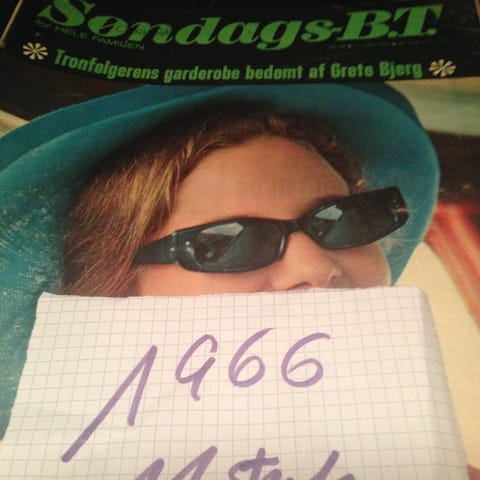 Søndags-B.T.
for HELE FAMILIEN
Tronfølgerens garderobe bedømt af Grete Bjerg
1966